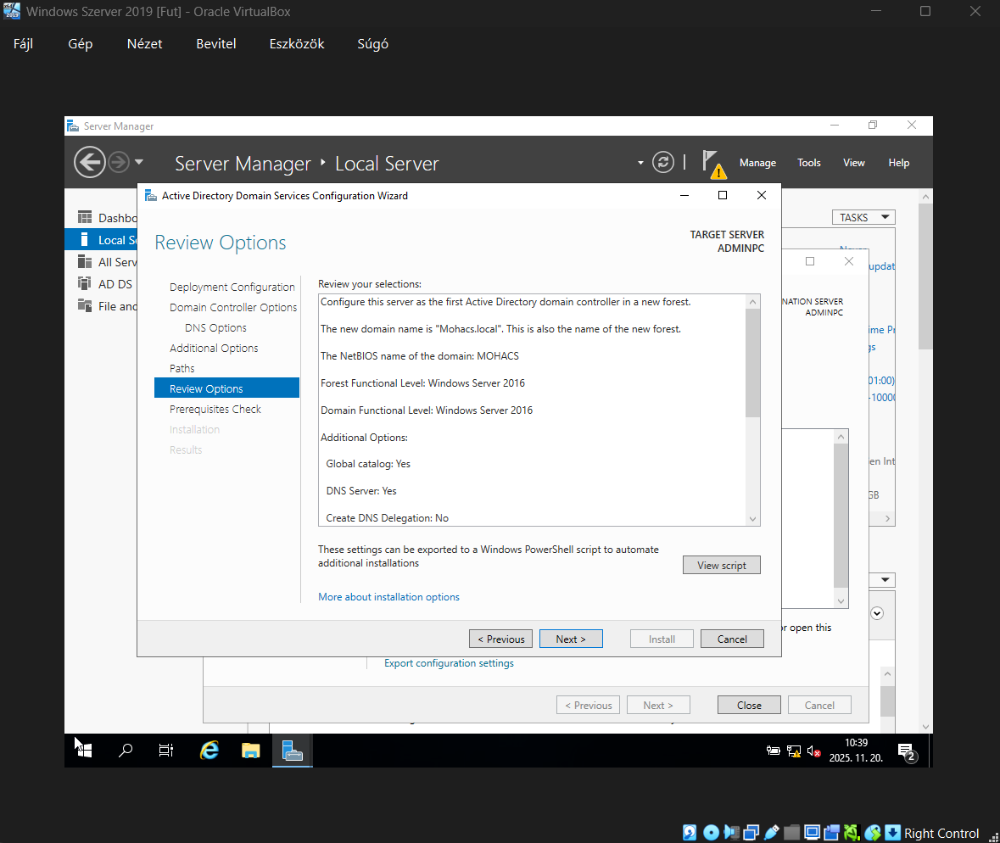 Windows Szerver 2019 [Fut] - Oracle VirtualBox
Fájl Gép Nézet Bevitel Eszközök Súgó
Server Manager
Server Manager Local Server
Manage Tools View Help
Dashbo
Local Se
All Serv
AD DS
File and
TASKS
updat
ime Pr
gs
01:00)
-1000
en Int
GB
NATION SERVER
ADMINPC
or open this
Active Directory Domain Services Configuration Wizard
Review Options
TARGET SERVER
ADMINPC
Deployment Configuration
Domain Controller Options
DNS Options
Additional Options
Paths
Review Options
Prerequisites Check
Installation
Results
Review your selections:
Configure this server as the first Active Directory domain controller in a new forest.
The new domain name is "Mohacs.local". This is also the name of the new forest.
The NetBIOS name of the domain: MOHACS
Forest Functional Level: Windows Server 2016
Domain Functional Level: Windows Server 2016
Additional Options:
Global catalog: Yes
DNS Server: Yes
Create DNS Delegation: No
These settings can be exported to a Windows PowerShell script to automate
additional installations
View script
More about installation options
< Previous Next > Install Cancel
Export configuration settings
< Previous Next > Close Cancel
10:39
2025. 11. 20.
2
Right Control